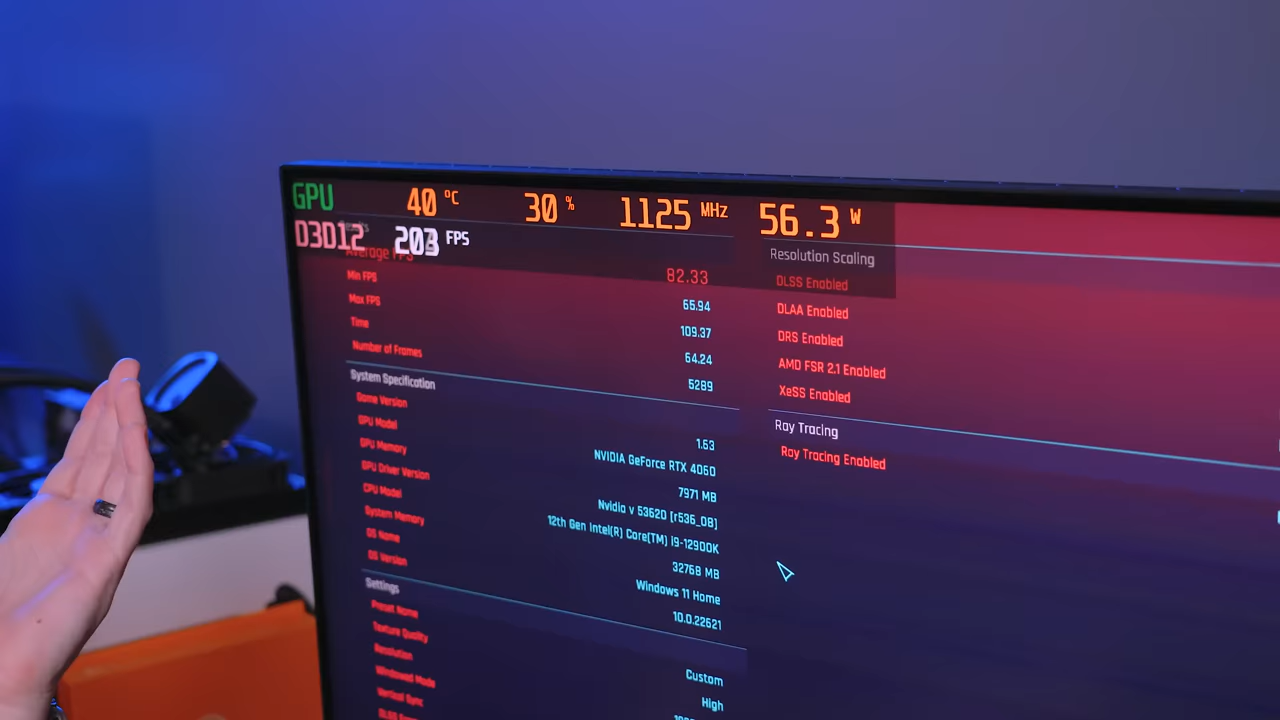 GPU 40 °C 30 % 1125 MHz 56.3 W
D3D12 203 FPS
Average FPS 82.33
Min FPS 65.94
Max FPS 109.37
Time 64.24
Number of Frames 5289
System Specification
Game Version 1.63
GPU Model NVIDIA GeForce RTX 4060
GPU Memory 7971 MB
GPU Driver Version Nvidia v 53620 [r536_08]
CPU Model 12th Gen Intel(R) Core(TM) i9-12900K
System Memory 32768 MB
OS Name Windows 11 Home
OS Version 10.0.22621
Settings
Preset Name Custom
Texture Quality High
Resolution
Windowed Mode
Vertical Sync
Resolution Scaling
DLSS Enabled
DLAA Enabled
DRS Enabled
AMD FSR 2.1 Enabled
XeSS Enabled
Ray Tracing
Ray Tracing Enabled